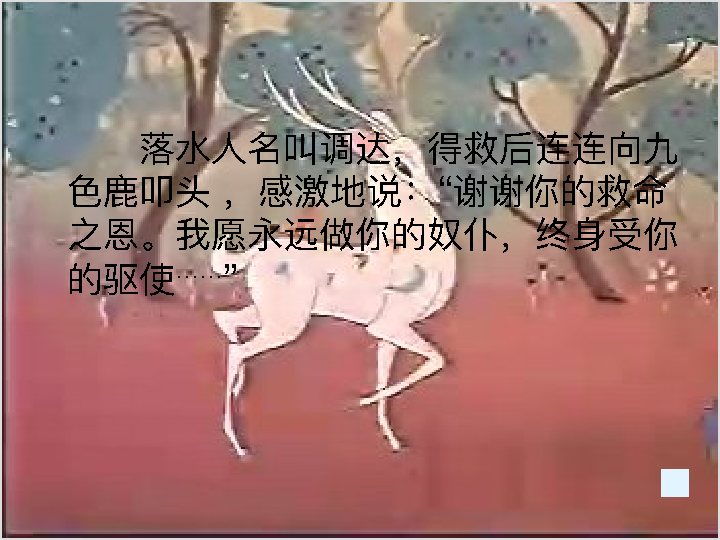 落水人名叫调达，得救后连连向九
色鹿叩头 ，感激地说：“谢谢你的救命
之恩。我愿永远做你的奴仆，终身受你
的驱使……”